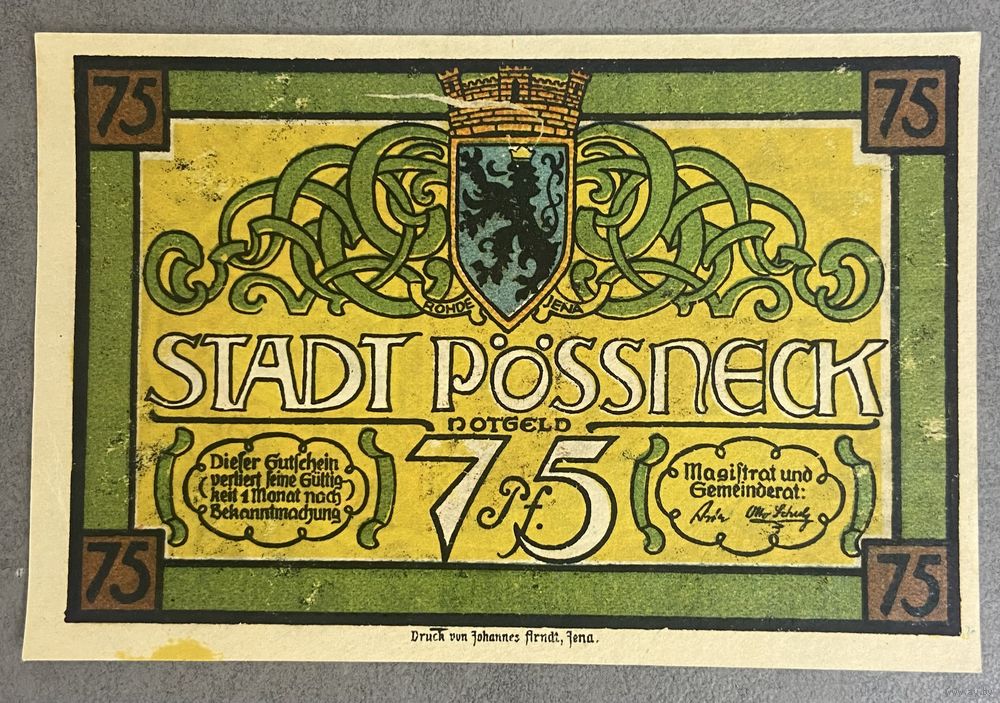 75
75
ROHDE JENA
STADT PÖSSNECK
NOTGELD
75 Pf.
Dieser Gutschein
verliert seine Gültig-
keit 1 Monat nach
Bekanntmachung
Magistrat und
Gemeinderat:
75
75
Druck von Johannes Arndt, Jena.